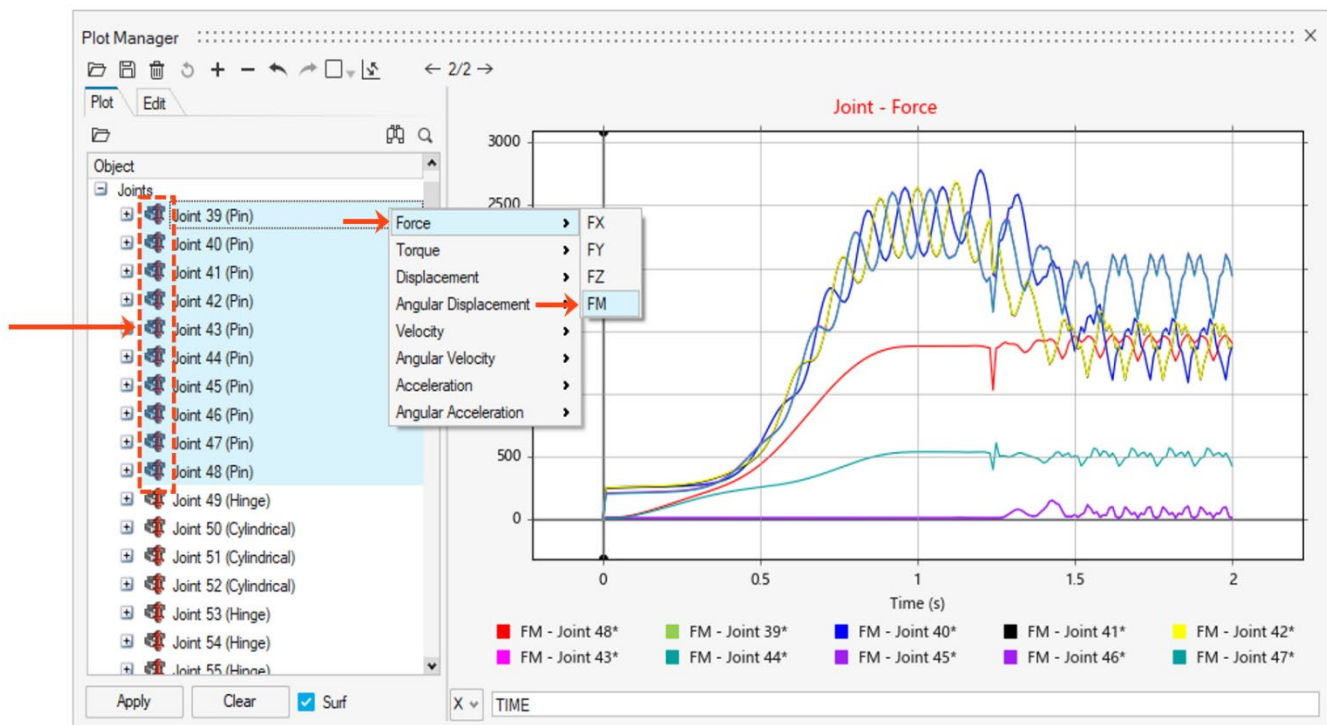 Plot Manager
← 2/2 →
Plot Edit
Object
Joints
Joint 39 (Pin)
Joint 40 (Pin)
Joint 41 (Pin)
Joint 42 (Pin)
Joint 43 (Pin)
Joint 44 (Pin)
Joint 45 (Pin)
Joint 46 (Pin)
Joint 47 (Pin)
Joint 48 (Pin)
Joint 49 (Hinge)
Joint 50 (Cylindrical)
Joint 51 (Cylindrical)
Joint 52 (Cylindrical)
Joint 53 (Hinge)
Joint 54 (Hinge)
Joint 55 (Hinge)
Apply Clear Surf
Force
Torque
Displacement
Angular Displacement
Velocity
Angular Velocity
Acceleration
Angular Acceleration
FX
FY
FZ
FM
Joint - Force
3000
2500
500
0
0 0.5 1 1.5 2
Time (s)
FM - Joint 48* FM - Joint 39* FM - Joint 40* FM - Joint 41* FM - Joint 42*
FM - Joint 43* FM - Joint 44* FM - Joint 45* FM - Joint 46* FM - Joint 47*
X TIME